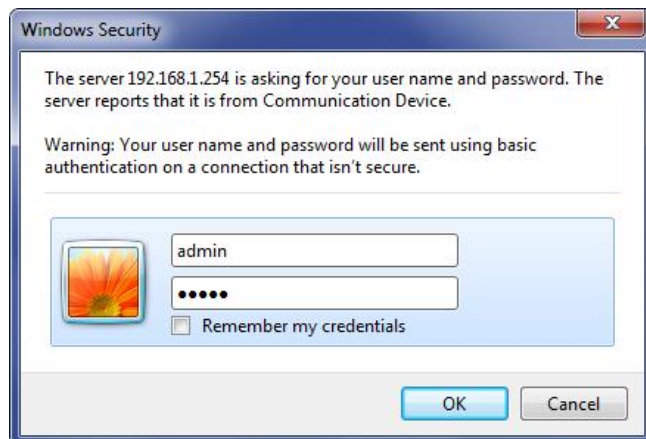 Windows Security
The server 192.168.1.254 is asking for your user name and password. The
server reports that it is from Communication Device.
Warning: Your user name and password will be sent using basic
authentication on a connection that isn't secure.
admin
●●●●●
Remember my credentials
OK
Cancel